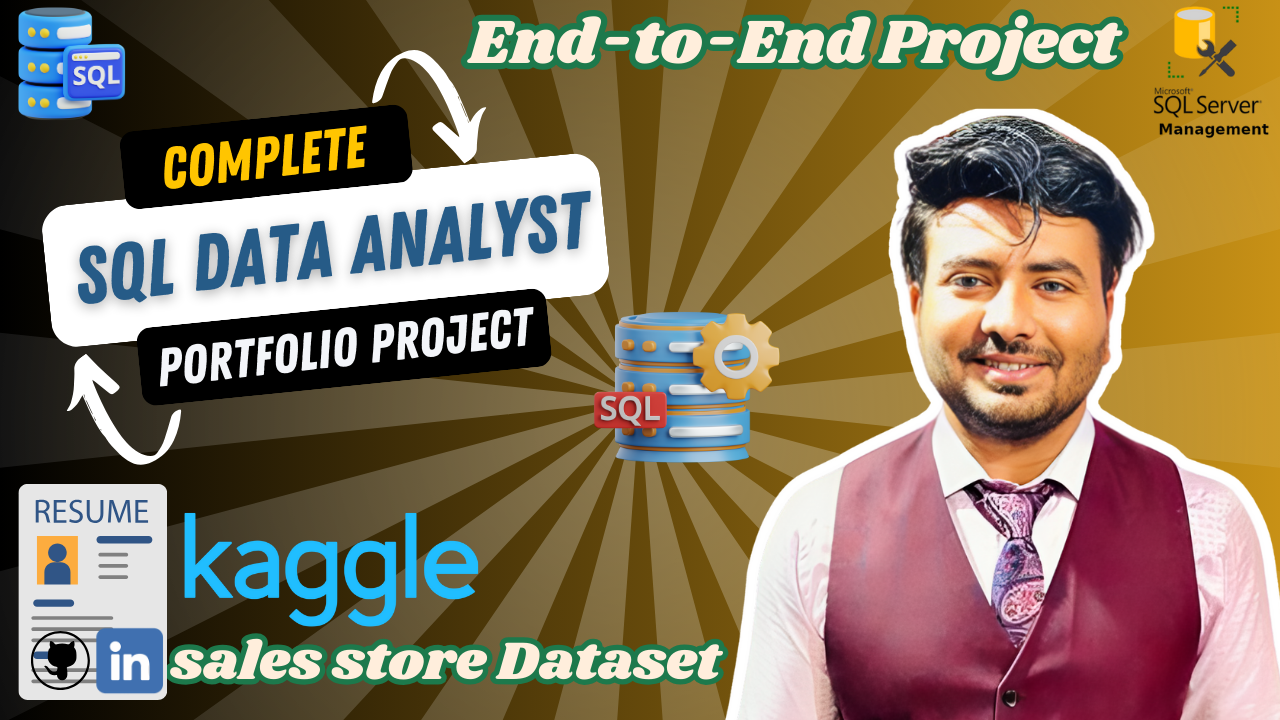 End-to-End Project
SQL
Microsoft®
SQL Server®
Management
COMPLETE
SQL DATA ANALYST
PORTFOLIO PROJECT
SQL
RESUME
kaggle
in
sales store Dataset